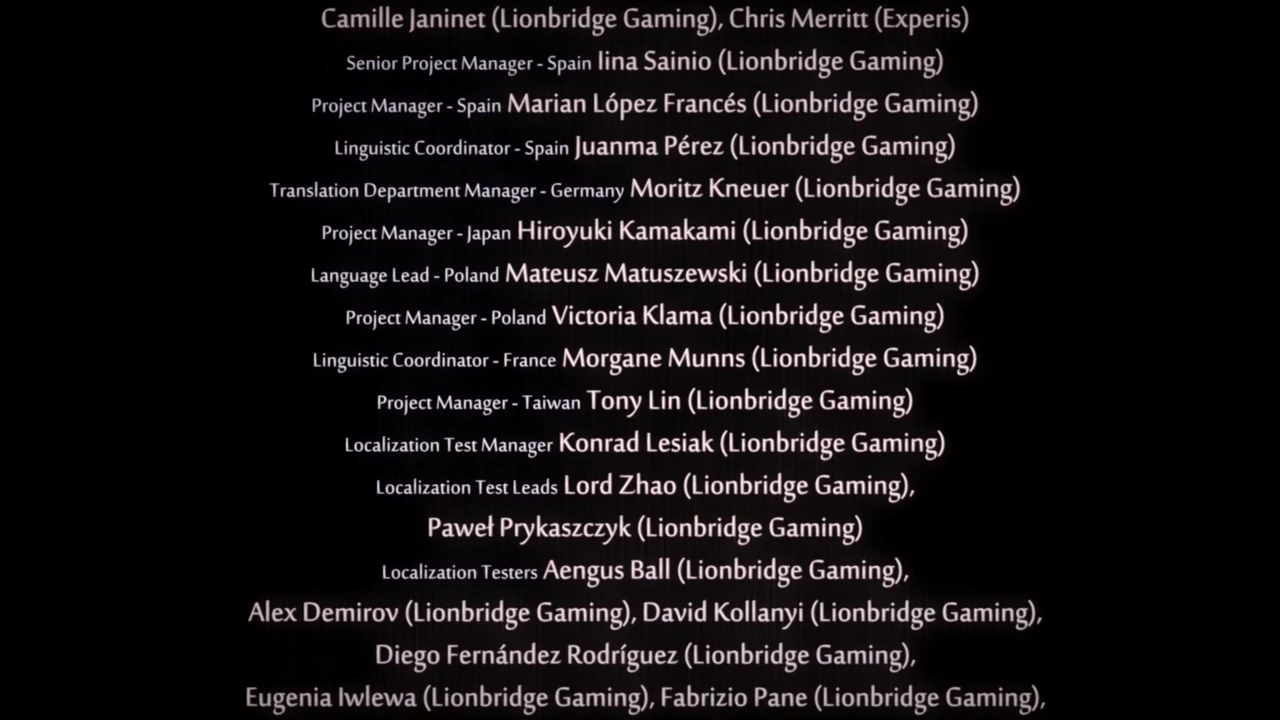 Camille Janinet (Lionbridge Gaming), Chris Merritt (Experis)
Senior Project Manager - Spain Iina Sainio (Lionbridge Gaming)
Project Manager - Spain Marian López Francés (Lionbridge Gaming)
Linguistic Coordinator - Spain Juanma Pérez (Lionbridge Gaming)
Translation Department Manager - Germany Moritz Kneuer (Lionbridge Gaming)
Project Manager - Japan Hiroyuki Kamakami (Lionbridge Gaming)
Language Lead - Poland Mateusz Matuszewski (Lionbridge Gaming)
Project Manager - Poland Victoria Klama (Lionbridge Gaming)
Linguistic Coordinator - France Morgane Munns (Lionbridge Gaming)
Project Manager - Taiwan Tony Lin (Lionbridge Gaming)
Localization Test Manager Konrad Lesiak (Lionbridge Gaming)
Localization Test Leads Lord Zhao (Lionbridge Gaming),
Paweł Prykaszczyk (Lionbridge Gaming)
Localization Testers Aengus Ball (Lionbridge Gaming),
Alex Demirov (Lionbridge Gaming), David Kollanyi (Lionbridge Gaming),
Diego Fernández Rodríguez (Lionbridge Gaming),
Eugenia Iwlewa (Lionbridge Gaming), Fabrizio Pane (Lionbridge Gaming),